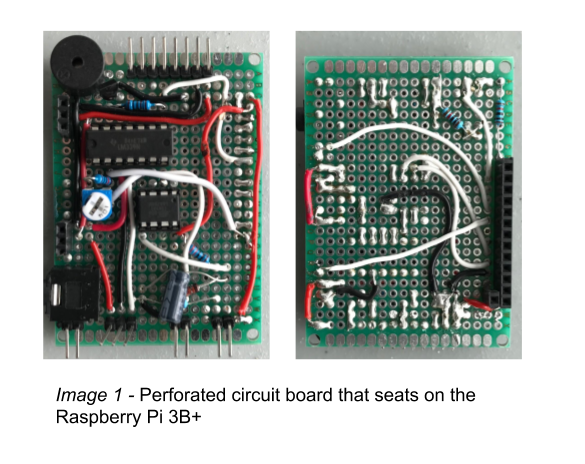 Image 1 - Perforated circuit board that seats on the
Raspberry Pi 3B+